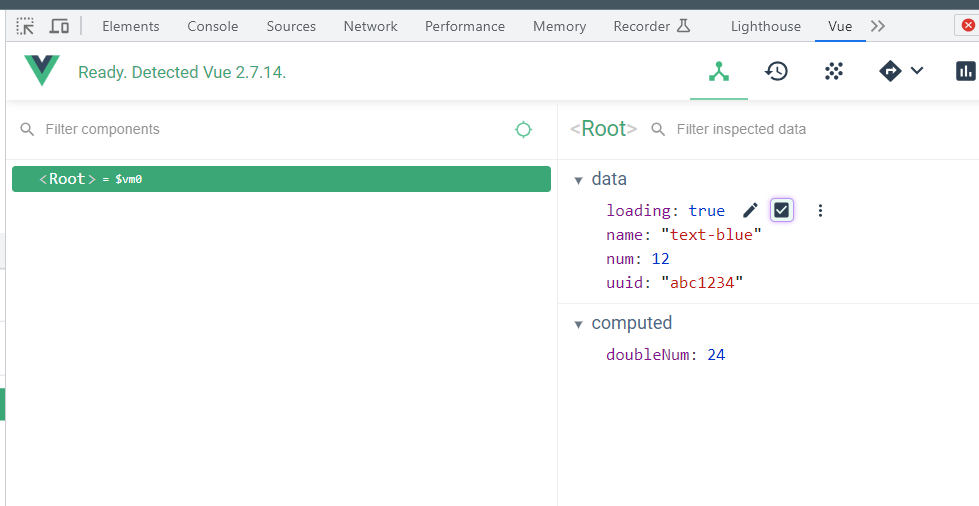 Elements Console Sources Network Performance Memory Recorder Lighthouse Vue
Ready. Detected Vue 2.7.14.
Filter components
<Root> Filter inspected data
<Root> = $vm0
data
loading: true
name: "text-blue"
num: 12
uuid: "abc1234"
computed
doubleNum: 24